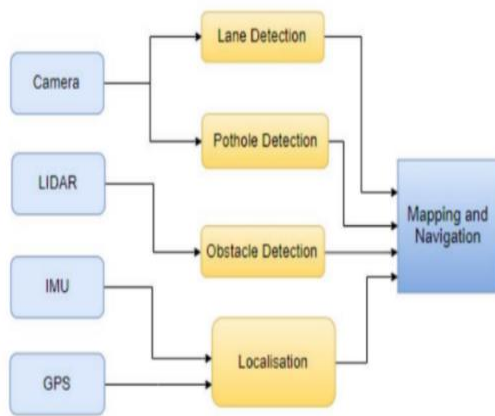 Camera
LIDAR
IMU
GPS
Lane Detection
Pothole Detection
Obstacle Detection
Localisation
Mapping and
Navigation